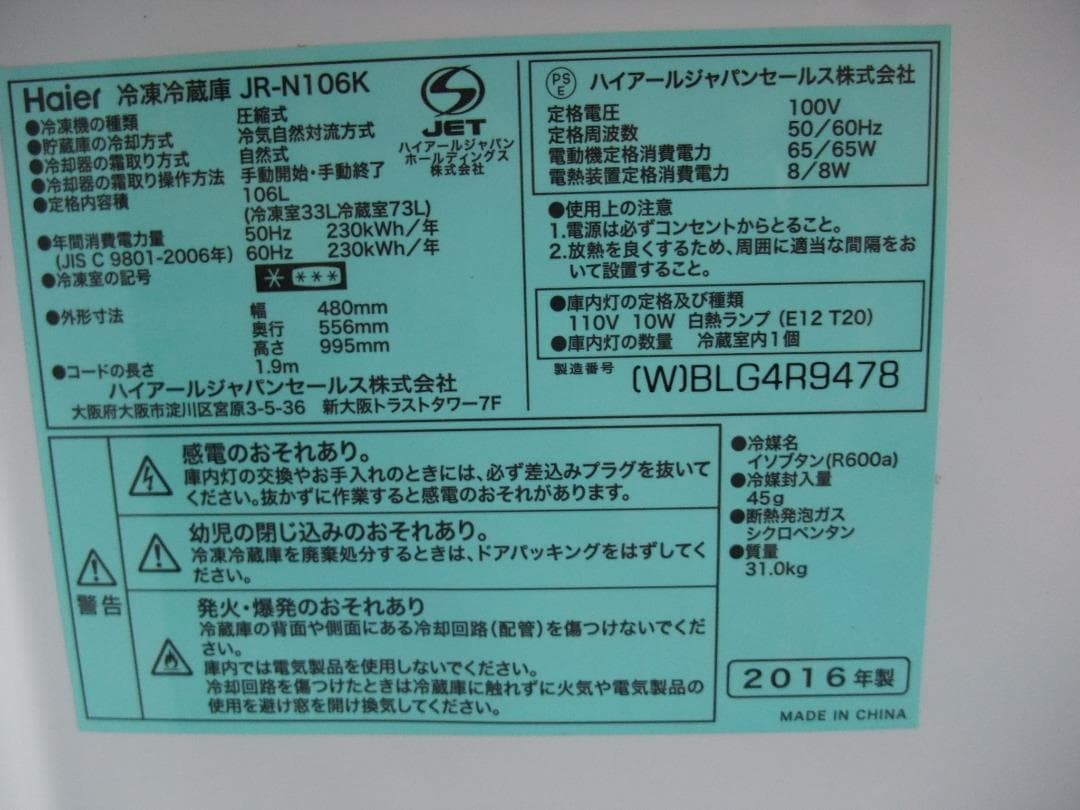 Haier 冷凍冷蔵庫 JR-N106K
●冷凍機の種類 圧縮式
●貯蔵庫の冷却方式 冷気自然対流方式
●冷却器の霜取り方式 自然式
●冷却器の霜取り操作方法 手動開始・手動終了
●定格内容積 106L
(冷凍室33L冷蔵室73L)
●年間消費電力量 50Hz 230kWh/年
(JIS C 9801-2006年) 60Hz 230kWh/年
●冷凍室の記号 * ***
●外形寸法 幅 480mm
奥行 556mm
高さ 995mm
●コードの長さ 1.9m
ハイアールジャパンセールス株式会社
大阪府大阪市淀川区宮原3-5-36 新大阪トラストタワー7F
JET
ハイアールジャパン
ホールディングス
株式会社
PS
E
ハイアールジャパンセールス株式会社
定格電圧 100V
定格周波数 50/60Hz
電動機定格消費電力 65/65W
電熱装置定格消費電力 8/8W
●使用上の注意
1.電源は必ずコンセントからとること。
2.放熱を良くするため、周囲に適当な間隔をお
いて設置すること。
●庫内灯の定格及び種類
110V 10W 白熱ランプ (E12 T20)
●庫内灯の数量 冷蔵室内1個
製造番号 (W)BLG4R9478
警告
感電のおそれあり。
庫内灯の交換やお手入れのときには、必ず差込みプラグを抜いて
ください。抜かずに作業すると感電のおそれがあります。
幼児の閉じ込みのおそれあり。
冷凍冷蔵庫を廃棄処分するときは、ドアパッキングをはずしてく
ださい。
発火・爆発のおそれあり
冷蔵庫の背面や側面にある冷却回路(配管)を傷つけないでくだ
さい。
庫内では電気製品を使用しないでください。
冷却回路を傷つけたときは冷蔵庫に触れずに火気や電気製品の
使用を避け窓を開け換気してください。
●冷媒名
イソブタン(R600a)
●冷媒封入量
45g
●断熱発泡ガス
シクロペンタン
●質量
31.0kg
2016年製
MADE IN CHINA